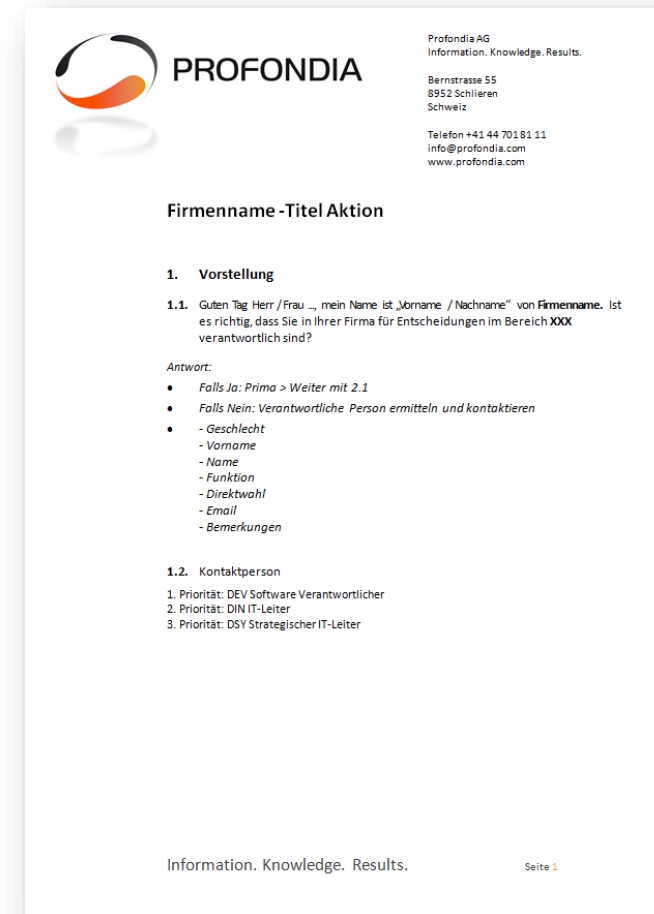 PROFONDIA
Profondia AG
Information. Knowledge. Results.
Bernstrasse 55
8952 Schlieren
Schweiz
Telefon +41 44 701 81 11
info@profondia.com
www.profondia.com
Firmenname -Titel Aktion
1. Vorstellung
1.1. Guten Tag Herr / Frau ..., mein Name ist „Vorname / Nachname“ von Firmenname. Ist
es richtig, dass Sie in Ihrer Firma für Entscheidungen im Bereich XXX
verantwortlich sind?
Antwort:
• Falls Ja: Prima > Weiter mit 2.1
• Falls Nein: Verantwortliche Person ermitteln und kontaktieren
• - Geschlecht
- Vorname
- Name
- Funktion
- Direktwahl
- Email
- Bemerkungen
1.2. Kontaktperson
1. Priorität: DEV Software Verantwortlicher
2. Priorität: DIN IT-Leiter
3. Priorität: DSY Strategischer IT-Leiter
Information. Knowledge. Results. Seite 1